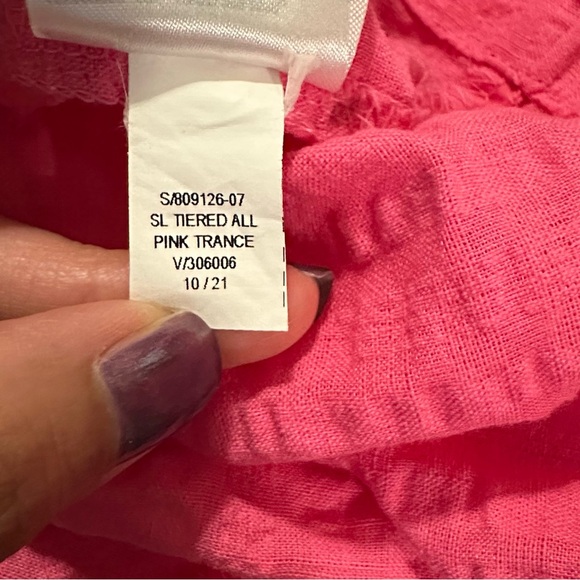 S/809126-07
SL TIERED ALL
PINK TRANCE
V/306006
10 / 21